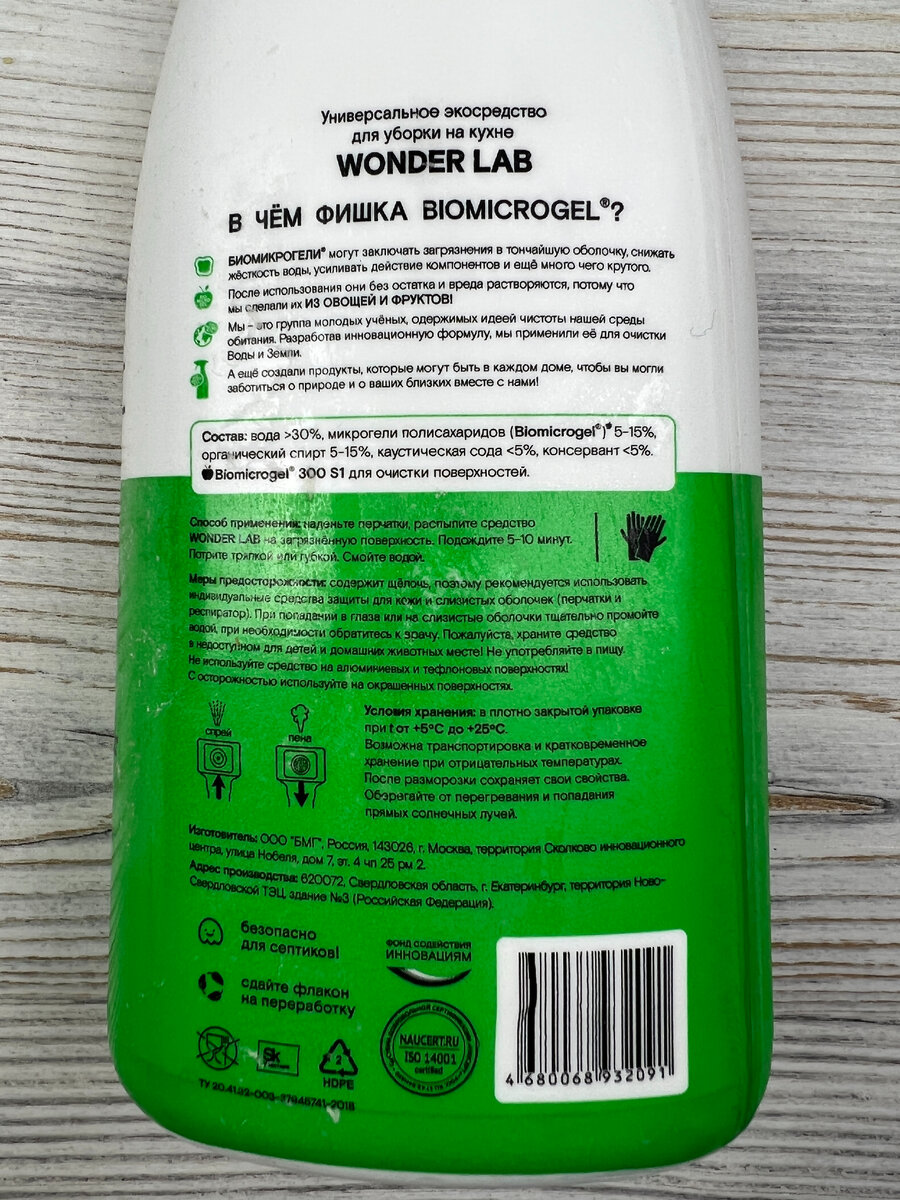 Универсальное экосредство
для уборки на кухне
WONDER LAB
В ЧЁМ ФИШКА BIOMICROGEL®?
БИОМИКРОГЕЛИ® могут заключать загрязнения в тончайшую оболочку, снижать
жёсткость воды, усиливать действие компонентов и ещё много чего крутого.
После использования они без остатка и вреда растворяются, потому что
мы сделали их ИЗ ОВОЩЕЙ И ФРУКТОВ!
Мы – это группа молодых учёных, одержимых идеей чистоты нашей среды
обитания. Разработав инновационную формулу, мы применили её для очистки
Воды и Земли.
А ещё создали продукты, которые могут быть в каждом доме, чтобы вы могли
заботиться о природе и о ваших близких вместе с нами!
Состав: вода >30%, микрогели полисахаридов (Biomicrogel®) 5-15%,
органический спирт 5-15%, каустическая сода <5%, консервант <5%.
Biomicrogel® 300 S1 для очистки поверхностей.
Способ применения: наденьте перчатки, распылите средство
WONDER LAB на загрязнённую поверхность. Подождите 5-10 минут.
Потрите тряпкой или губкой. Смойте водой.
Меры предосторожности: содержит щёлочь, поэтому рекомендуется использовать
индивидуальные средства защиты для кожи и слизистых оболочек (перчатки и
респиратор). При попадании в глаза или на слизистые оболочки тщательно промойте
водой, при необходимости обратитесь к врачу. Пожалуйста, храните средство
в недоступном для детей и домашних животных месте! Не употребляйте в пищу.
Не используйте средство на алюминиевых и тефлоновых поверхностях!
С осторожностью используйте на окрашенных поверхностях.
спрей
пена
Условия хранения: в плотно закрытой упаковке
при t от +5°С до +25°С.
Возможна транспортировка и кратковременное
хранение при отрицательных температурах.
После разморозки сохраняет свои свойства.
Оберегайте от перегревания и попадания
прямых солнечных лучей.
Изготовитель: ООО "БМГ", Россия, 143026, г. Москва, территория Сколково инновационного
центра, улица Нобеля, дом 7, эт. 4 чп 25 рм 2.
Адрес производства: 620072, Свердловская область, г. Екатеринбург, территория Ново-
Свердловской ТЭЦ, здание №3 (Российская Федерация).
безопасно
для септиков!
сдайте флакон
на переработку
ФОНД СОДЕЙСТВИЯ
ИННОВАЦИЯМ
NAUCERT.RU
ISO 14001
certified
Sk
2
HDPE
ТУ 20.41.32-003-37948741-2018
4 680068 932091